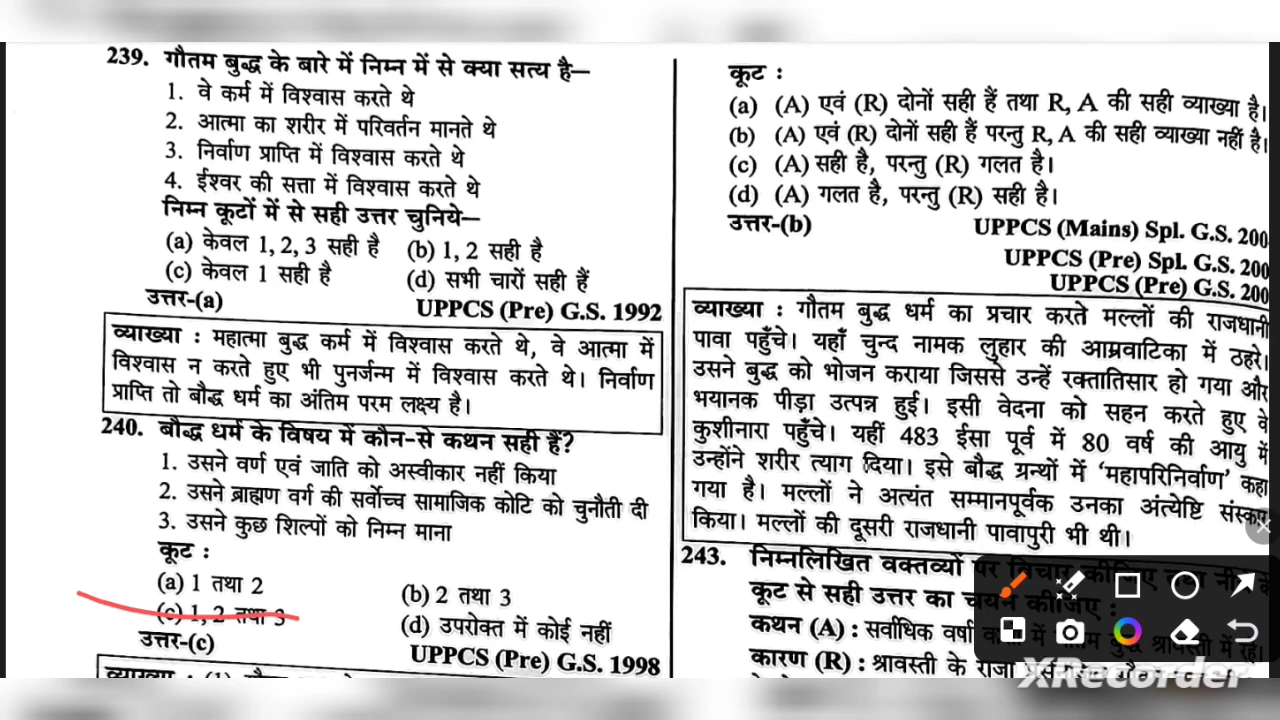 239. गौतम बुद्ध के बारे में निम्न में से क्या सत्य है–
1. वे कर्म में विश्वास करते थे
2. आत्मा का शरीर में परिवर्तन मानते थे
3. निर्वाण प्राप्ति में विश्वास करते थे
4. ईश्वर की सत्ता में विश्वास करते थे
निम्न कूटों में से सही उत्तर चुनिये–
(a) केवल 1, 2, 3 सही है (b) 1, 2 सही है
(c) केवल 1 सही है (d) सभी चारों सही हैं
उत्तर-(a) UPPCS (Pre) G.S. 1992
व्याख्या : महात्मा बुद्ध कर्म में विश्वास करते थे, वे आत्मा में
विश्वास न करते हुए भी पुनर्जन्म में विश्वास करते थे। निर्वाण
प्राप्ति तो बौद्ध धर्म का अंतिम परम लक्ष्य है।
240. बौद्ध धर्म के विषय में कौन-से कथन सही हैं?
1. उसने वर्ण एवं जाति को अस्वीकार नहीं किया
2. उसने ब्राह्मण वर्ग की सर्वोच्च सामाजिक कोटि को चुनौती दी
3. उसने कुछ शिल्पों को निम्न माना
कूट :
(a) 1 तथा 2 (b) 2 तथा 3
(c) 1, 2 तथा 3 (d) उपरोक्त में कोई नहीं
उत्तर-(c) UPPCS (Pre) G.S. 1998
व्याख्या : (1)
कूट :
(a) (A) एवं (R) दोनों सही हैं तथा R, A की सही व्याख्या है।
(b) (A) एवं (R) दोनों सही हैं परन्तु R, A की सही व्याख्या नहीं है।
(c) (A) सही है, परन्तु (R) गलत है।
(d) (A) गलत है, परन्तु (R) सही है।
उत्तर-(b) UPPCS (Mains) Spl. G.S. 200
UPPCS (Pre) Spl. G.S. 200
UPPCS (Pre) G.S. 200
व्याख्या : गौतम बुद्ध धर्म का प्रचार करते मल्लों की राजधानी
पावा पहुँचे। यहाँ चुन्द नामक लुहार की आम्रवाटिका में ठहरे।
उसने बुद्ध को भोजन कराया जिससे उन्हें रक्तातिसार हो गया और
भयानक पीड़ा उत्पन्न हुई। इसी वेदना को सहन करते हुए वे
कुशीनारा पहुँचे। यहीं 483 ईसा पूर्व में 80 वर्ष की आयु में
उन्होंने शरीर त्याग दिया। इसे बौद्ध ग्रन्थों में 'महापरिनिर्वाण' कहा
गया है। मल्लों ने अत्यंत सम्मानपूर्वक उनका अंत्येष्टि संस्कार
किया। मल्लों की दूसरी राजधानी पावापुरी भी थी।
243. निम्नलिखित वक्तव्यों पर विचार कीजिए
कूट से सही उत्तर का चयन कीजिए :
कथन (A) : सर्वाधिक वर्षा में श्रावस्ती में रहे।
कारण (R) : श्रावस्ती के राजा
XRecorder